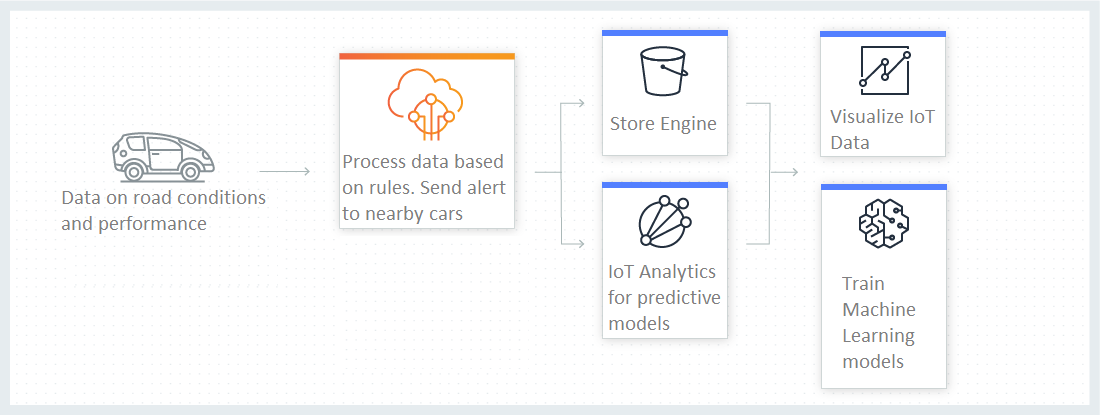 Data on road conditions
and performance
Process data based
on rules. Send alert
to nearby cars
Store Engine
IoT Analytics
for predictive
models
Visualize IoT
Data
Train
Machine
Learning
models